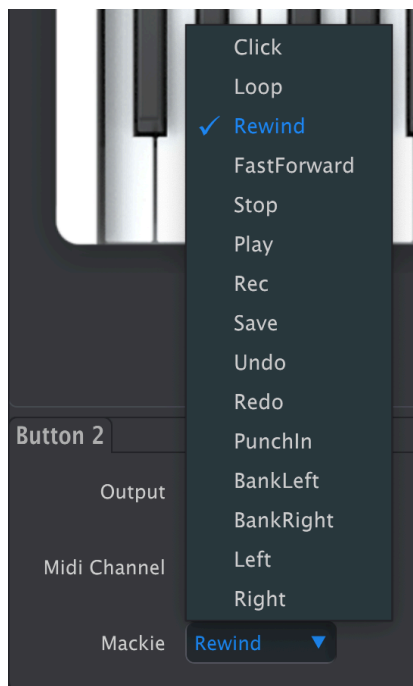 Click
Loop
✓ Rewind
FastForward
Stop
Play
Rec
Save
Undo
Redo
PunchIn
BankLeft
BankRight
Left
Right
Button 2
Output
Midi Channel
Mackie Rewind ▼